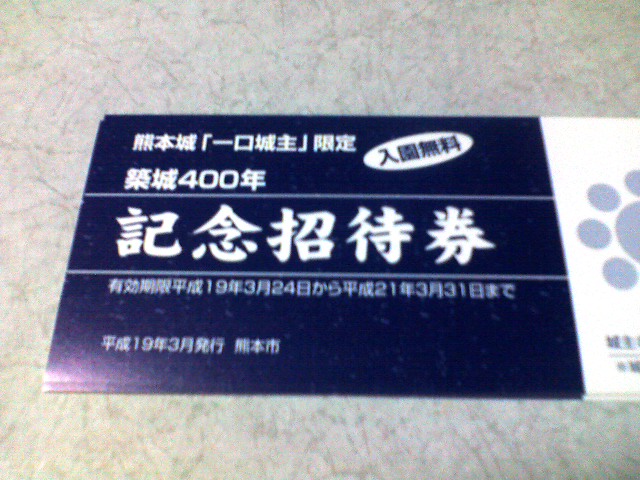 熊本城「一口城主」限定
入園無料
築城400年
記念招待券
有効期限平成19年3月24日から平成21年3月31日まで
平成19年3月発行 熊本市
城主
※城